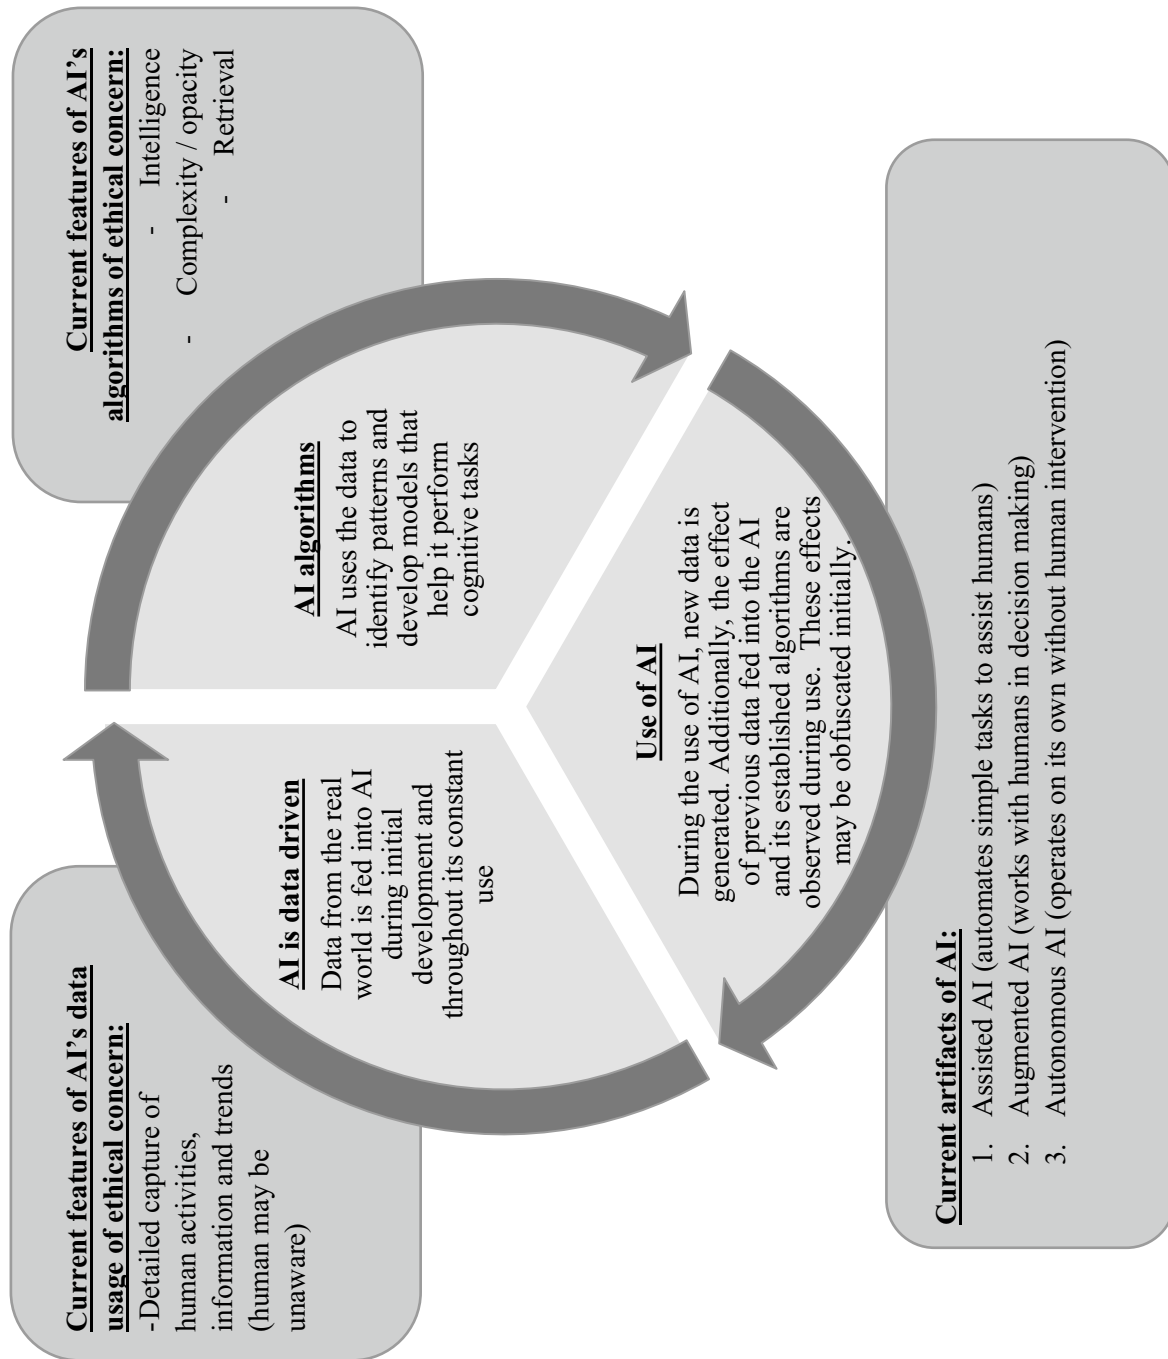 Current features of AI's data
usage of ethical concern:
-Detailed capture of
human activities,
information and trends
(human may be
unaware)
Current features of AI's
algorithms of ethical concern:
- Intelligence
- Complexity / opacity
- Retrieval
AI is data driven
Data from the real
world is fed into AI
during initial
development and
throughout its constant
use
AI algorithms
AI uses the data to
identify patterns and
develop models that
help it perform
cognitive tasks
Use of AI
During the use of AI, new data is
generated. Additionally, the effect
of previous data fed into the AI
and its established algorithms are
observed during use. These effects
may be obfuscated initially.
Current artifacts of AI:
1. Assisted AI (automates simple tasks to assist humans)
2. Augmented AI (works with humans in decision making)
3. Autonomous AI (operates on its own without human intervention)